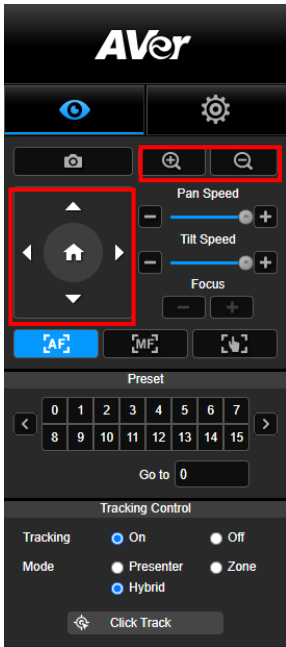 AVer
Pan Speed
Tilt Speed
Focus
AF
MF
Preset
0 1 2 3 4 5 6 7
8 9 10 11 12 13 14 15
Go to 0
Tracking Control
Tracking On Off
Mode Presenter Zone
Hybrid
Click Track